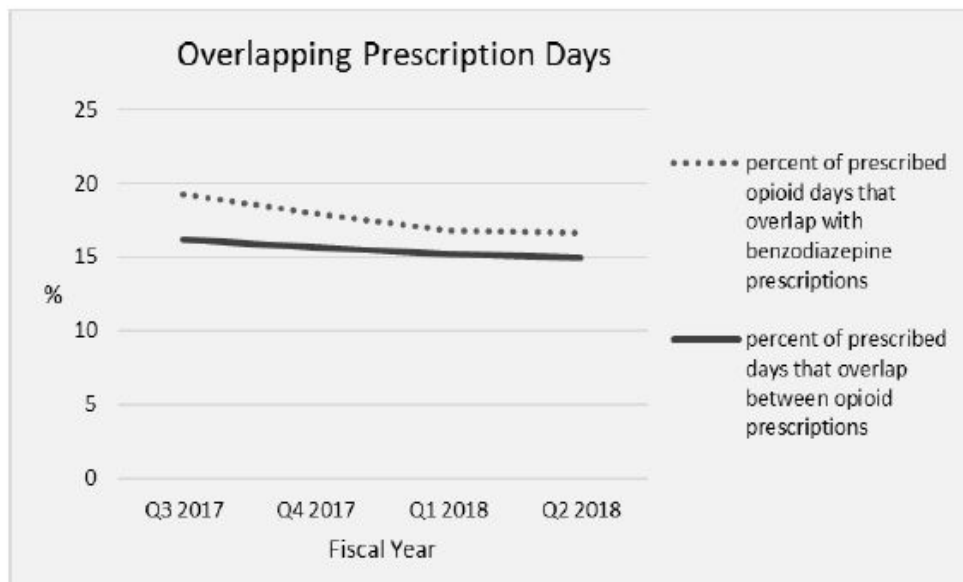 Overlapping Prescription Days
25
20
15
%
10
5
0
Q3 2017 Q4 2017 Q1 2018 Q2 2018
Fiscal Year
percent of prescribed
opioid days that
overlap with
benzodiazepine
prescriptions
percent of prescribed
days that overlap
between opioid
prescriptions